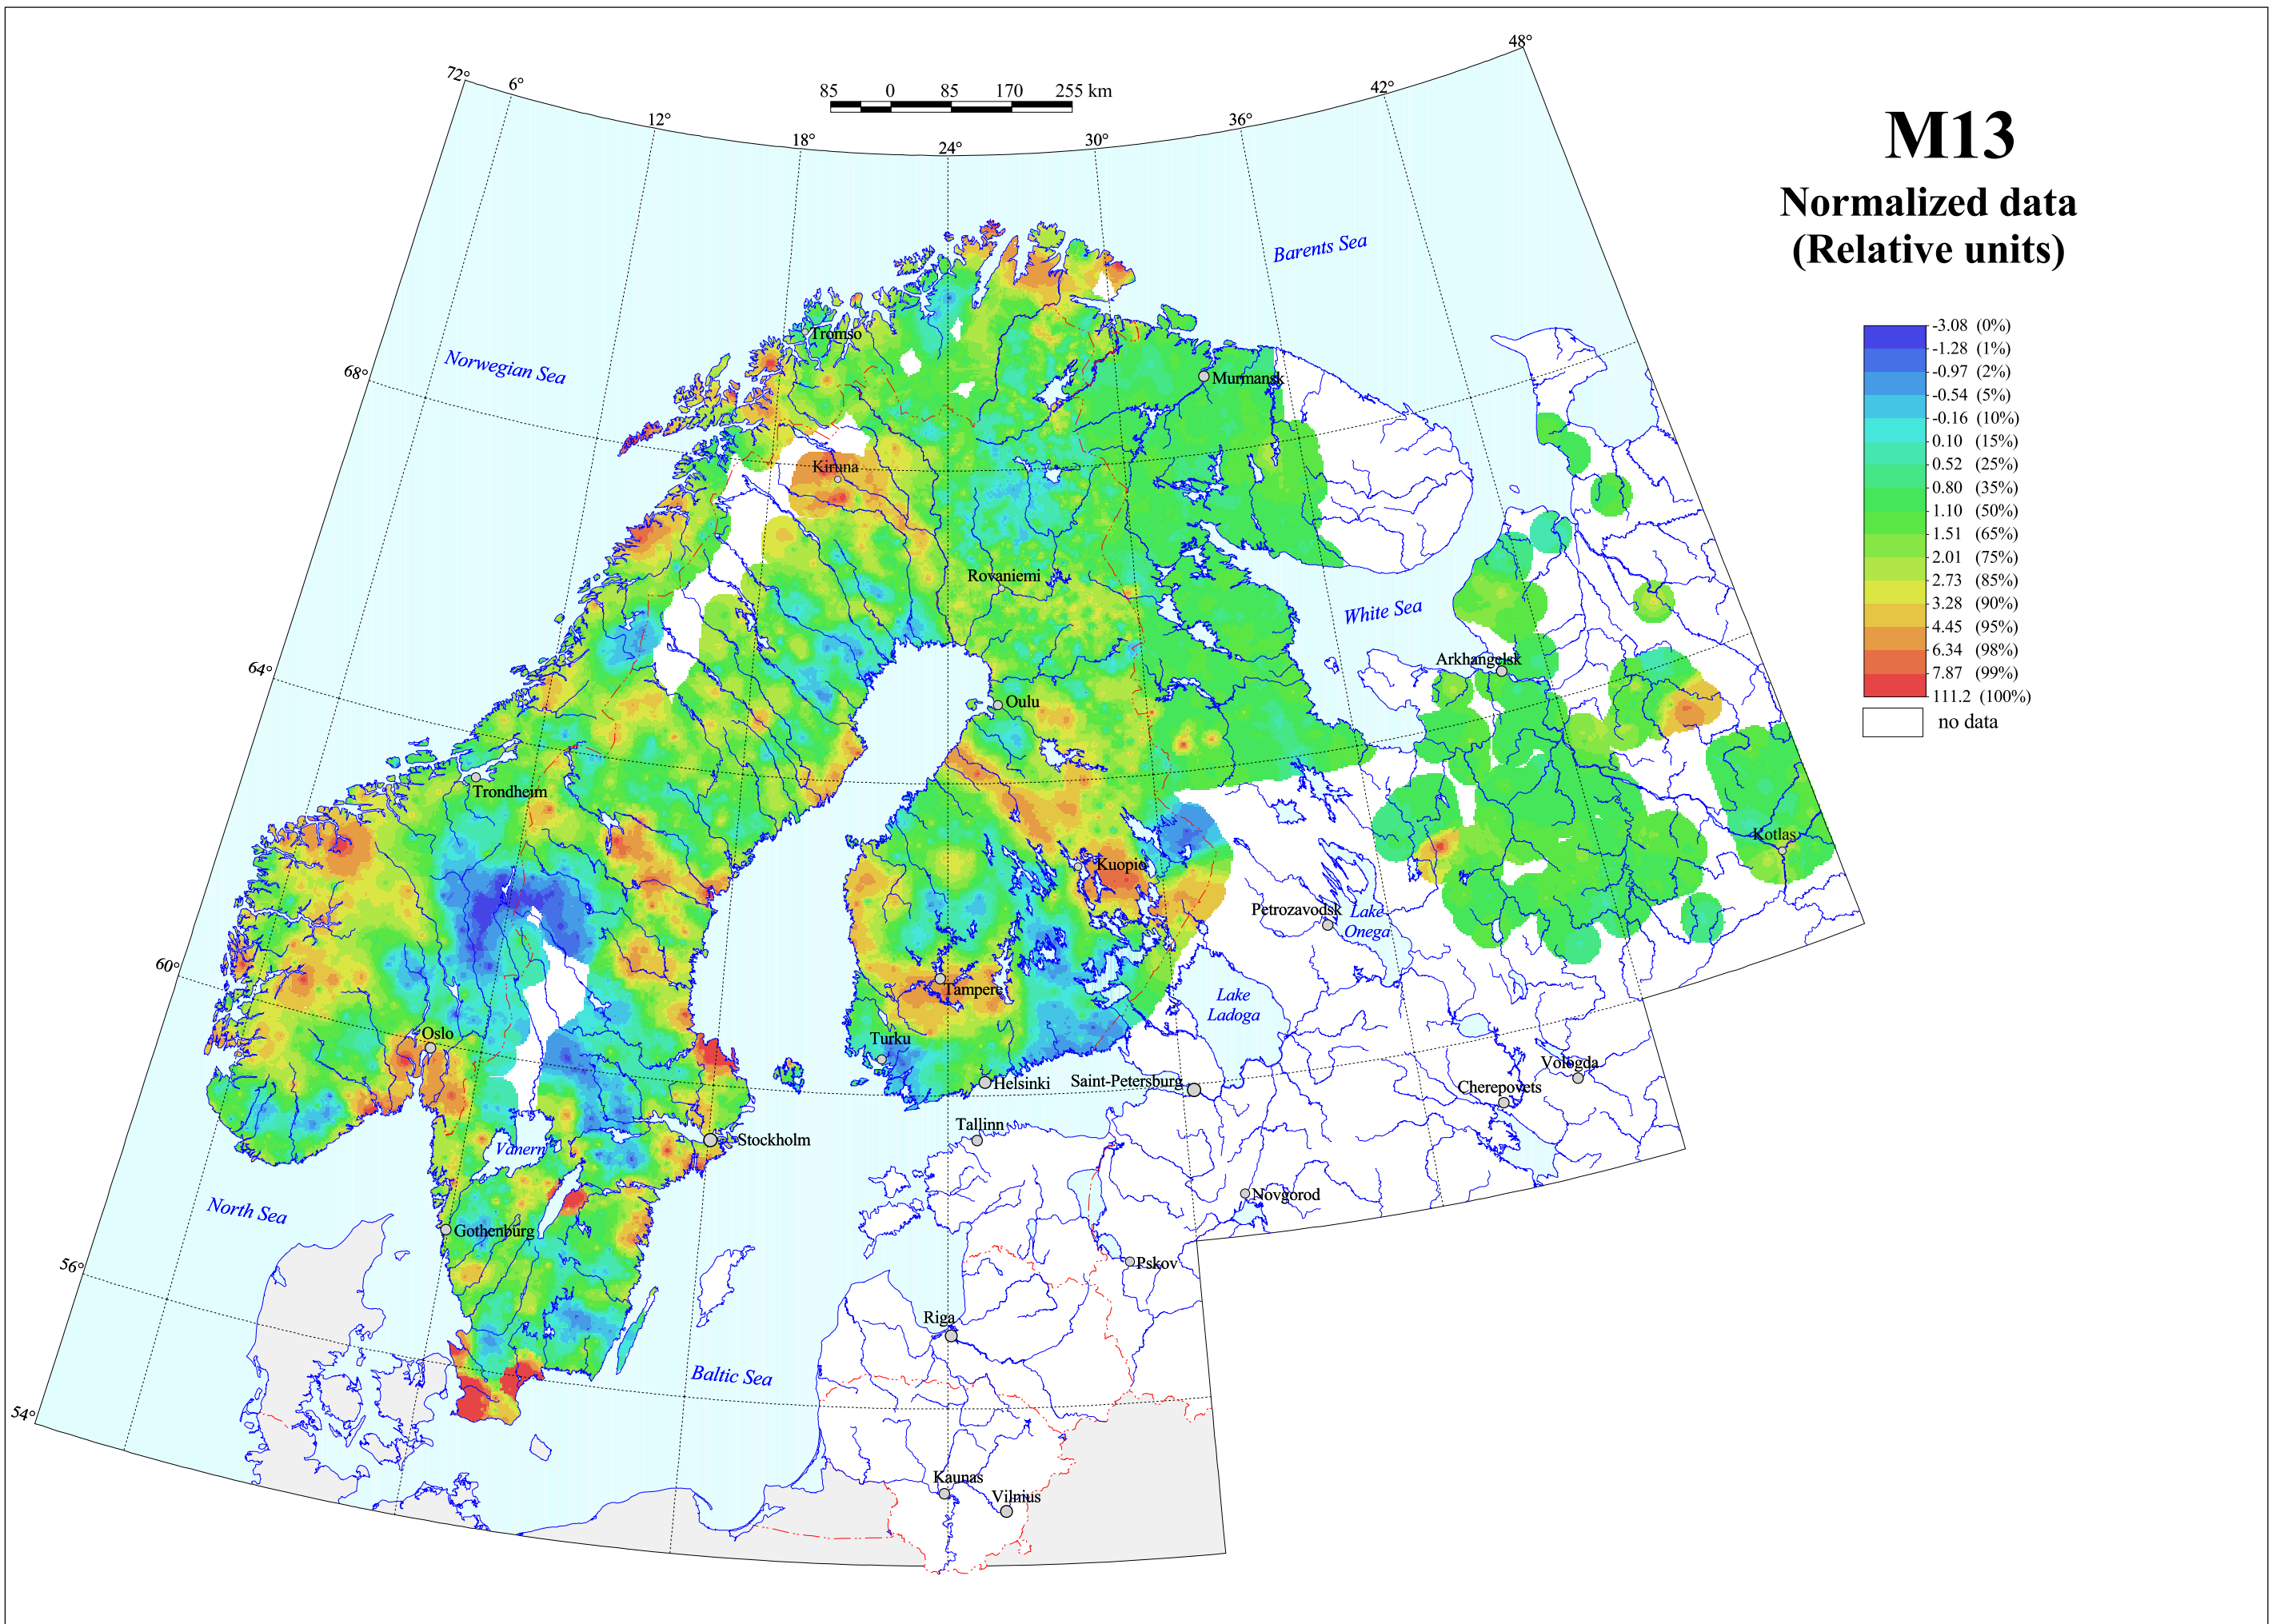 48°
72°
6°
42°
85 0 85 170 255 km
12°
36°
18°
30°
24°
M13
Normalized data
(Relative units)
Barents Sea
-3.08 (0%)
-1.28 (1%)
-0.97 (2%)
-0.54 (5%)
-0.16 (10%)
0.10 (15%)
0.52 (25%)
0.80 (35%)
1.10 (50%)
1.51 (65%)
2.01 (75%)
2.73 (85%)
3.28 (90%)
4.45 (95%)
6.34 (98%)
7.87 (99%)
111.2 (100%)
no data
Tromso
Norwegian Sea
68°
Murmansk
Kiruna
Rovaniemi
White Sea
64°
Arkhangelsk
Oulu
Trondheim
Kotlas
Kuopio
Petrozavodsk
Lake
Onega
60°
Tampere
Lake
Ladoga
Oslo
Turku
Helsinki
Saint-Petersburg
Vologda
Cherepovets
Tallinn
Stockholm
Vanern
North Sea
Novgorod
Gothenburg
56°
Pskov
Riga
Baltic Sea
54°
Kaunas
Vilnius